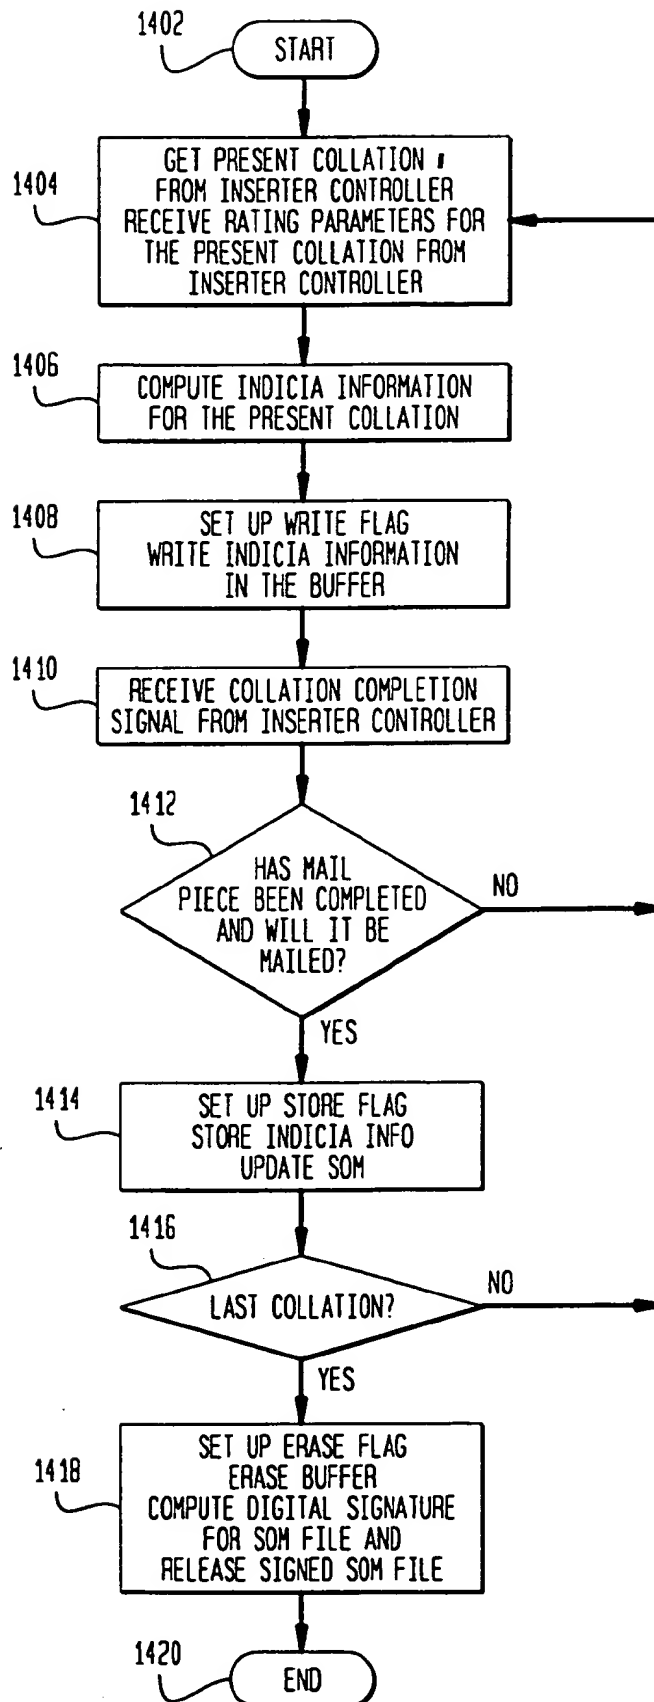 1402
START
1404
GET PRESENT COLLATION
FROM INSERTER CONTROLLER
RECEIVE RATING PARAMETERS FOR
THE PRESENT COLLATION FROM
INSERTER CONTROLLER
1406
COMPUTE INDICIA INFORMATION
FOR THE PRESENT COLLATION
1408
SET UP WRITE FLAG
WRITE INDICIA INFORMATION
IN THE BUFFER
1410
RECEIVE COLLATION COMPLETION
SIGNAL FROM INSERTER CONTROLLER
1412
HAS MAIL
PIECE BEEN COMPLETED
AND WILL IT BE
MAILED?
NO
YES
1414
SET UP STORE FLAG
STORE INDICIA INFO
UPDATE SOM
1416
LAST COLLATION?
NO
YES
1418
SET UP ERASE FLAG
ERASE BUFFER
COMPUTE DIGITAL SIGNATURE
FOR SOM FILE AND
RELEASE SIGNED SOM FILE
1420
END